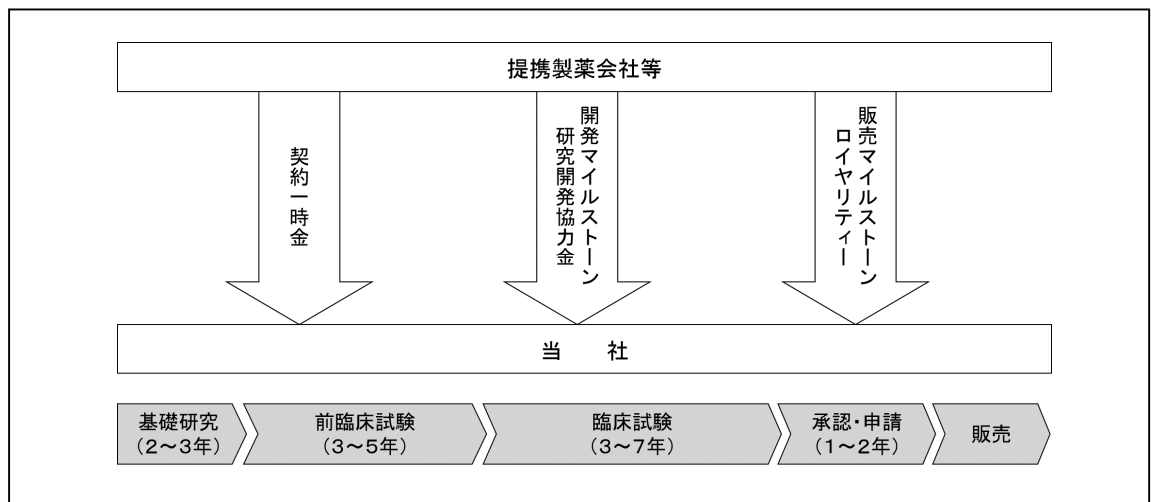 提携製薬会社等
契約一時金
開発マイルストーン
研究開発協力金
販売マイルストーン
ロイヤリティー
当　　社
基礎研究
（２～３年）
前臨床試験
（３～５年）
臨床試験
（３～７年）
承認・申請
（１～２年）
販売